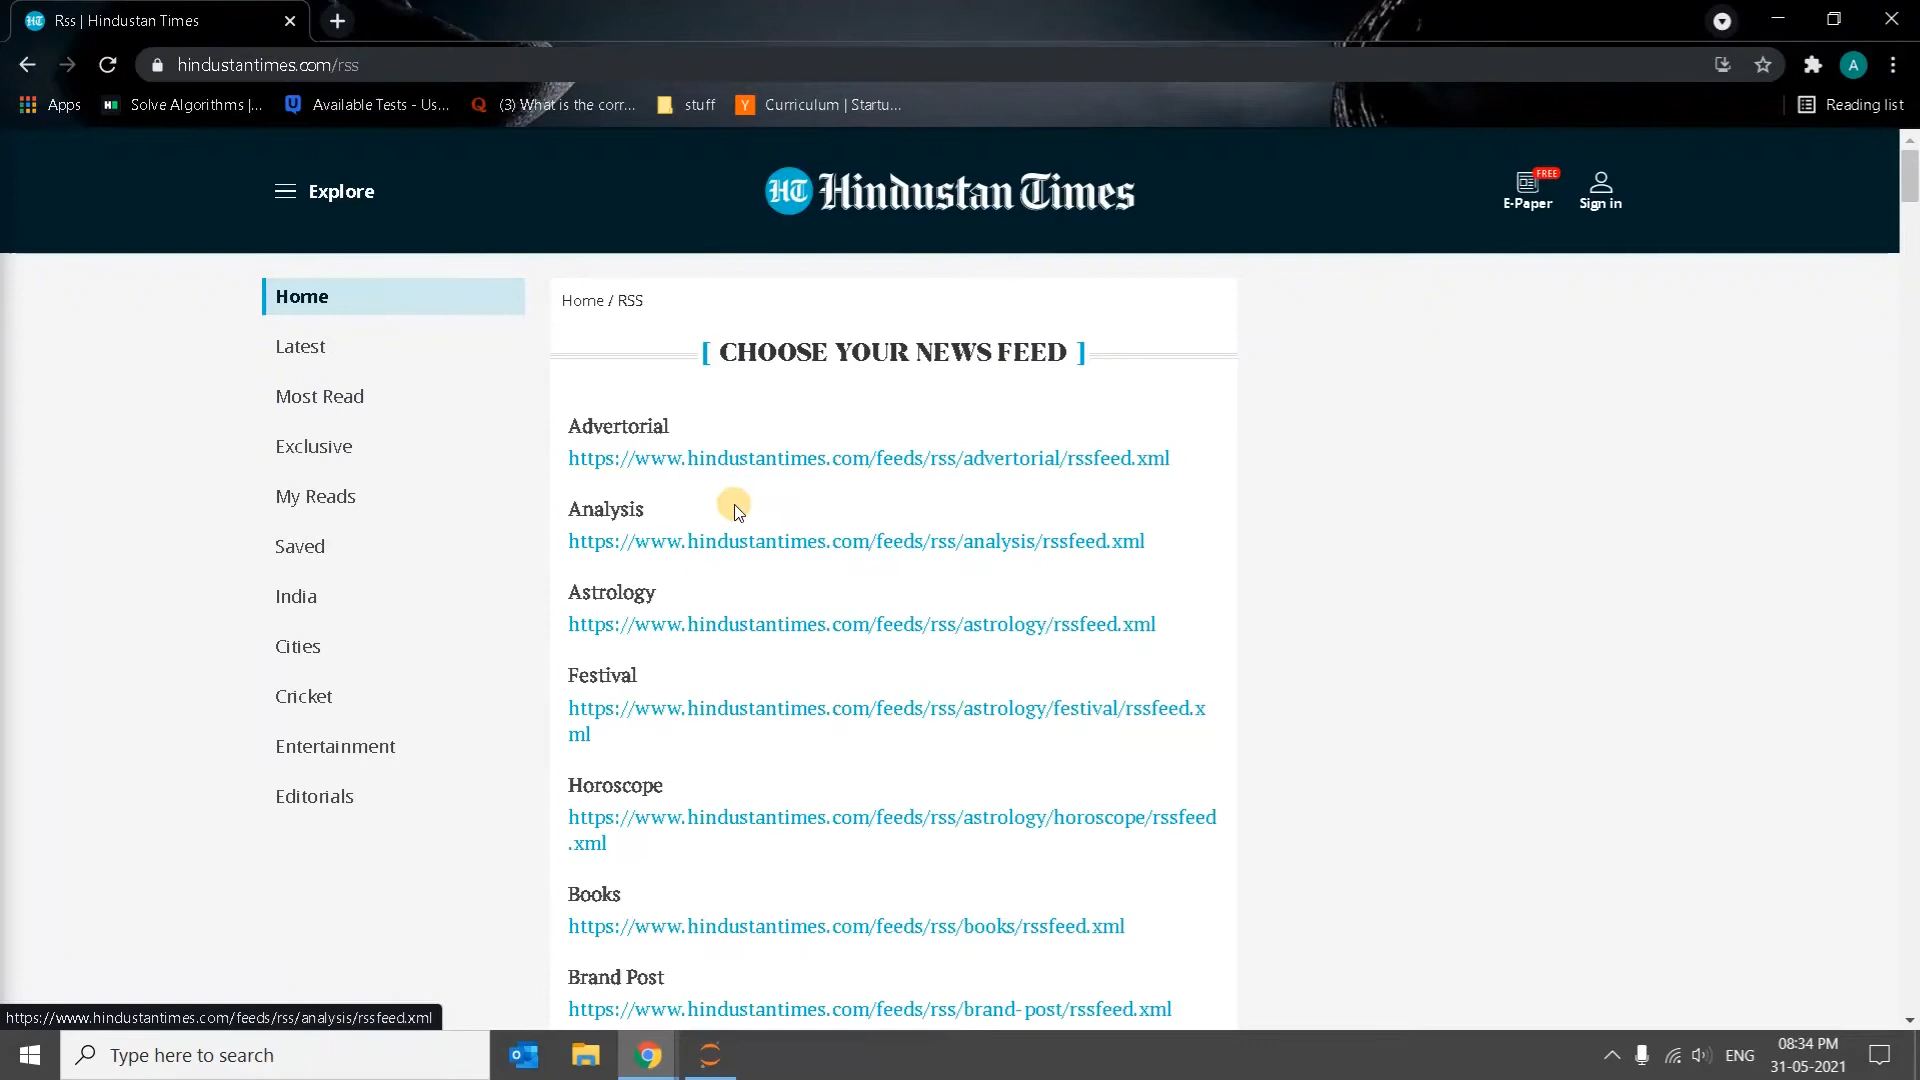 Rss | Hindustan Times
hindustantimes.com/rss
A
Apps
Solve Algorithms |...
Available Tests - Us...
(3) What is the corr...
stuff
Curriculum | Startu...
Reading list
Explore
HT Hindustan Times
FREE
E-Paper
Sign in
Home
Latest
Most Read
Exclusive
My Reads
Saved
India
Cities
Cricket
Entertainment
Editorials
Home / RSS
[ CHOOSE YOUR NEWS FEED ]
Advertorial
https://www.hindustantimes.com/feeds/rss/advertorial/rssfeed.xml
Analysis
https://www.hindustantimes.com/feeds/rss/analysis/rssfeed.xml
Astrology
https://www.hindustantimes.com/feeds/rss/astrology/rssfeed.xml
Festival
https://www.hindustantimes.com/feeds/rss/astrology/festival/rssfeed.x
ml
Horoscope
https://www.hindustantimes.com/feeds/rss/astrology/horoscope/rssfeed
.xml
Books
https://www.hindustantimes.com/feeds/rss/books/rssfeed.xml
Brand Post
https://www.hindustantimes.com/feeds/rss/brand-post/rssfeed.xml
https://www.hindustantimes.com/feeds/rss/analysis/rssfeed.xml
Type here to search
ENG
08:34 PM
31-05-2021